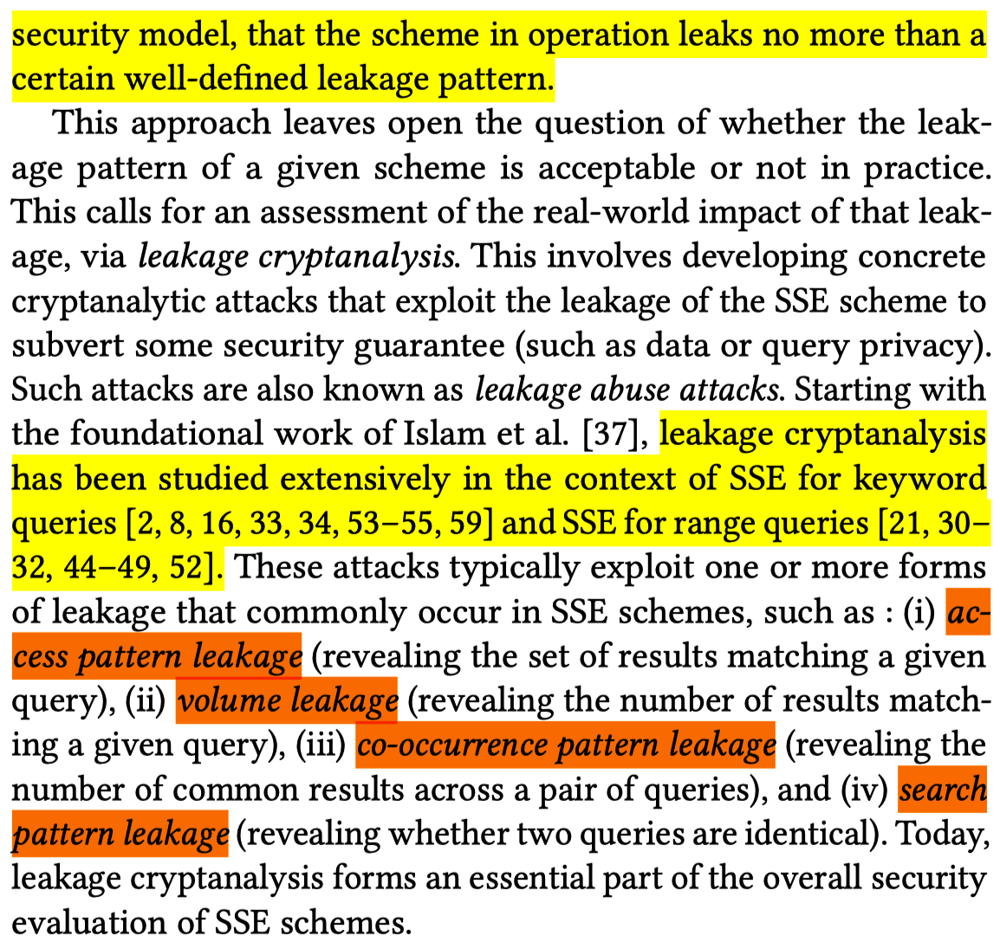 security model, that the scheme in operation leaks no more than a
certain well-defined leakage pattern.
This approach leaves open the question of whether the leak-
age pattern of a given scheme is acceptable or not in practice.
This calls for an assessment of the real-world impact of that leak-
age, via leakage cryptanalysis. This involves developing concrete
cryptanalytic attacks that exploit the leakage of the SSE scheme to
subvert some security guarantee (such as data or query privacy).
Such attacks are also known as leakage abuse attacks. Starting with
the foundational work of Islam et al. [37], leakage cryptanalysis
has been studied extensively in the context of SSE for keyword
queries [2, 8, 16, 33, 34, 53–55, 59] and SSE for range queries [21, 30–
32, 44–49, 52]. These attacks typically exploit one or more forms
of leakage that commonly occur in SSE schemes, such as : (i) ac-
cess pattern leakage (revealing the set of results matching a given
query), (ii) volume leakage (revealing the number of results match-
ing a given query), (iii) co-occurrence pattern leakage (revealing the
number of common results across a pair of queries), and (iv) search
pattern leakage (revealing whether two queries are identical). Today,
leakage cryptanalysis forms an essential part of the overall security
evaluation of SSE schemes.